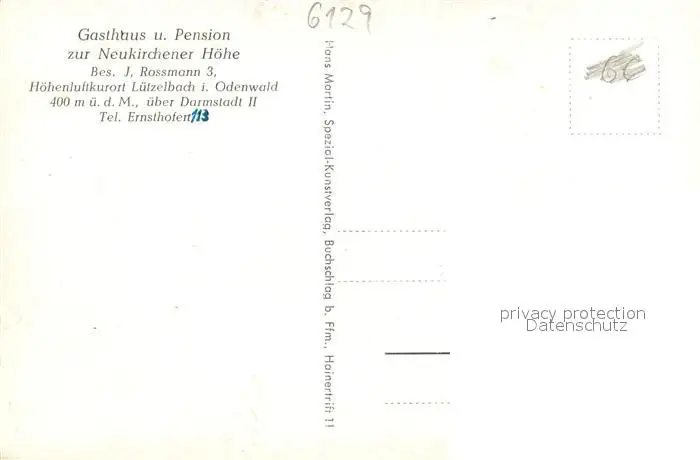 6129
Gasthaus u. Pension
zur Neukirchener Höhe
Bes. J, Rossmann 3,
Höhenluftkurort Lützelbach i. Odenwald
400 m ü. d. M., über Darmstadt II
Tel. Ernsthofen 113
Hans Martin, Spezial-Kunstverlag, Buchschlag b. Ffm., Hainertrift 11
privacy protection
Datenschutz